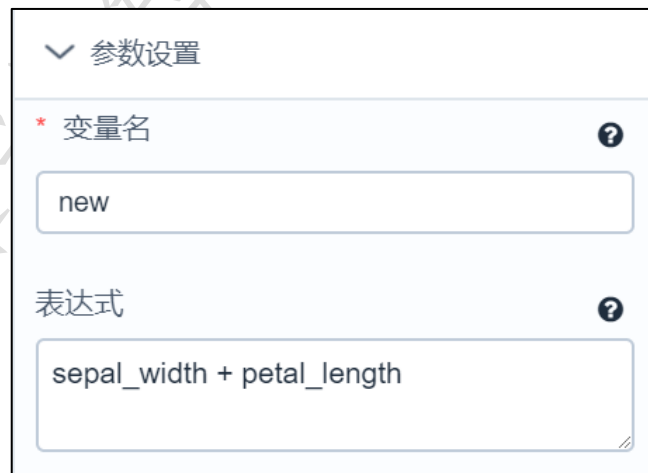 参数设置
* 变量名
new
表达式
sepal_width + petal_length